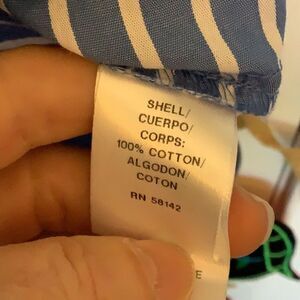 SHELL/
CUERPO/
CORPS:
100% COTTON/
ALGODON/
COTON
RN 58142
E